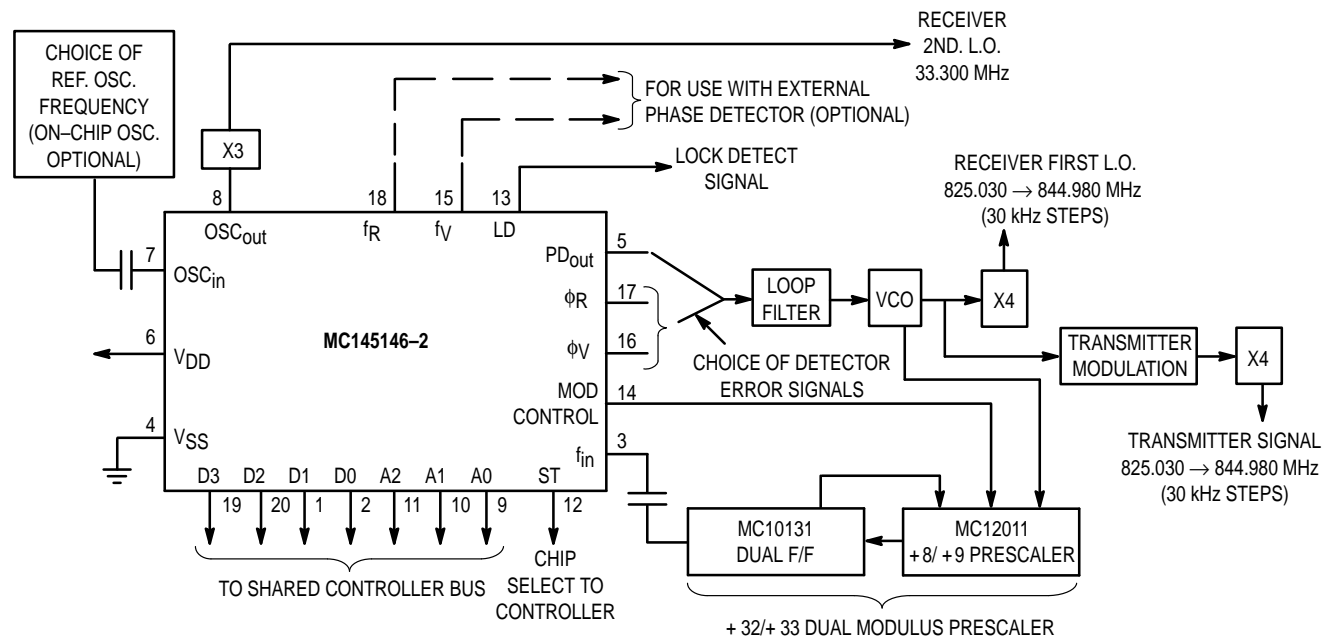 CHOICE OF
REF. OSC.
FREQUENCY
(ON–CHIP OSC.
OPTIONAL)
X3
RECEIVER
2ND. L.O.
33.300 MHz
FOR USE WITH EXTERNAL
PHASE DETECTOR (OPTIONAL)
LOCK DETECT
SIGNAL
RECEIVER FIRST L.O.
825.030 → 844.980 MHz
(30 kHz STEPS)
8
18
15
13
OSCout
fR
fV
LD
7
OSCin
6
VDD
4
VSS
MC145146–2
PDout
5
ϕR
17
ϕV
16
MOD
CONTROL
14
fin
3
LOOP
FILTER
VCO
X4
CHOICE OF DETECTOR
ERROR SIGNALS
TRANSMITTER
MODULATION
X4
TRANSMITTER SIGNAL
825.030 → 844.980 MHz
(30 kHz STEPS)
D3 D2 D1 D0 A2 A1 A0 ST
19 20 1 2 11 10 9 12
TO SHARED CONTROLLER BUS
CHIP
SELECT TO
CONTROLLER
MC10131
DUAL F/F
MC12011
+8/ +9 PRESCALER
+ 32/+ 33 DUAL MODULUS PRESCALER